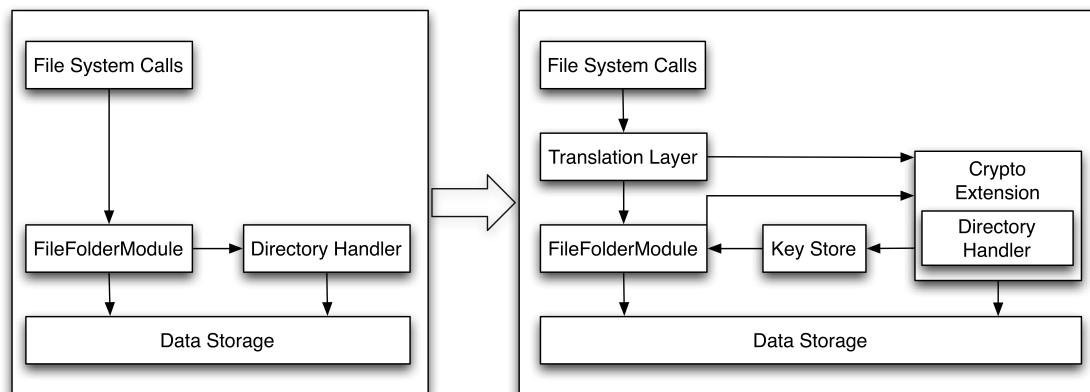 File System Calls
FileFolderModule
Directory Handler
Data Storage
File System Calls
Translation Layer
Crypto
Extension
Directory
Handler
FileFolderModule
Key Store
Data Storage